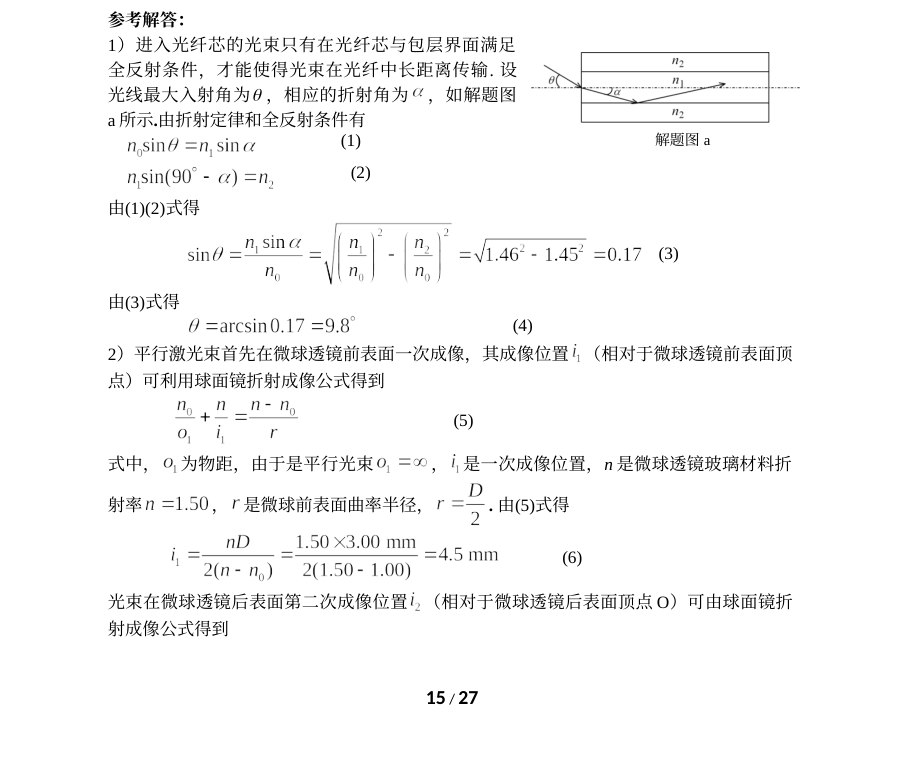 参考解答：
1）进入光纤芯的光束只有在光纤芯与包层界面满足
全反射条件，才能使得光束在光纤中长距离传输. 设
光线最大入射角为θ，相应的折射角为α，如解题图
a 所示.由折射定律和全反射条件有
n₀sinθ=n₁sinα (1)
n₁sin(90°-α)=n₂ (2)
n₂
n₁
n₂
θ
α
解题图 a
由(1)(2)式得
sinθ = n₁sinα/n₀ = √((n₁/n₀)² - (n₂/n₀)²) = √(1.46² - 1.45²) = 0.17 (3)
由(3)式得
θ=arcsin0.17=9.8° (4)
2）平行激光束首先在微球透镜前表面一次成像，其成像位置i₁（相对于微球透镜前表面顶
点）可利用球面镜折射成像公式得到
n₀/o₁ + n/i₁ = (n - n₀)/r (5)
式中，o₁为物距，由于是平行光束o₁=∞，i₁是一次成像位置，n 是微球透镜玻璃材料折
射率n=1.50，r是微球前表面曲率半径，r=D/2. 由(5)式得
i₁ = nD/2(n - n₀) = 1.50×3.00 mm/2(1.50 - 1.00) = 4.5 mm (6)
光束在微球透镜后表面第二次成像位置i₂（相对于微球透镜后表面顶点 O）可由球面镜折
射成像公式得到
15 / 27